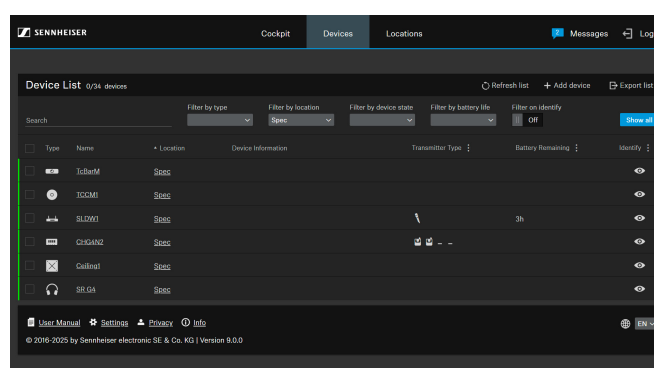 SENNHEISER Cockpit Devices Locations 2 Messages Log
Device List 0/34 devices Refresh list + Add device Export list
Filter by type Filter by location Filter by device state Filter by battery life Filter on identify
Search Spec Off Show all
Type Name Location Device Information Transmitter Type Battery Remaining Identify
TcBarM Spec
TCCM1 Spec
SLDW1 Spec 3h
CHG4N2 Spec – –
Ceiling1 Spec
SR G4 Spec
User Manual Settings Privacy Info EN
© 2016-2025 by Sennheiser electronic SE & Co. KG | Version 9.0.0